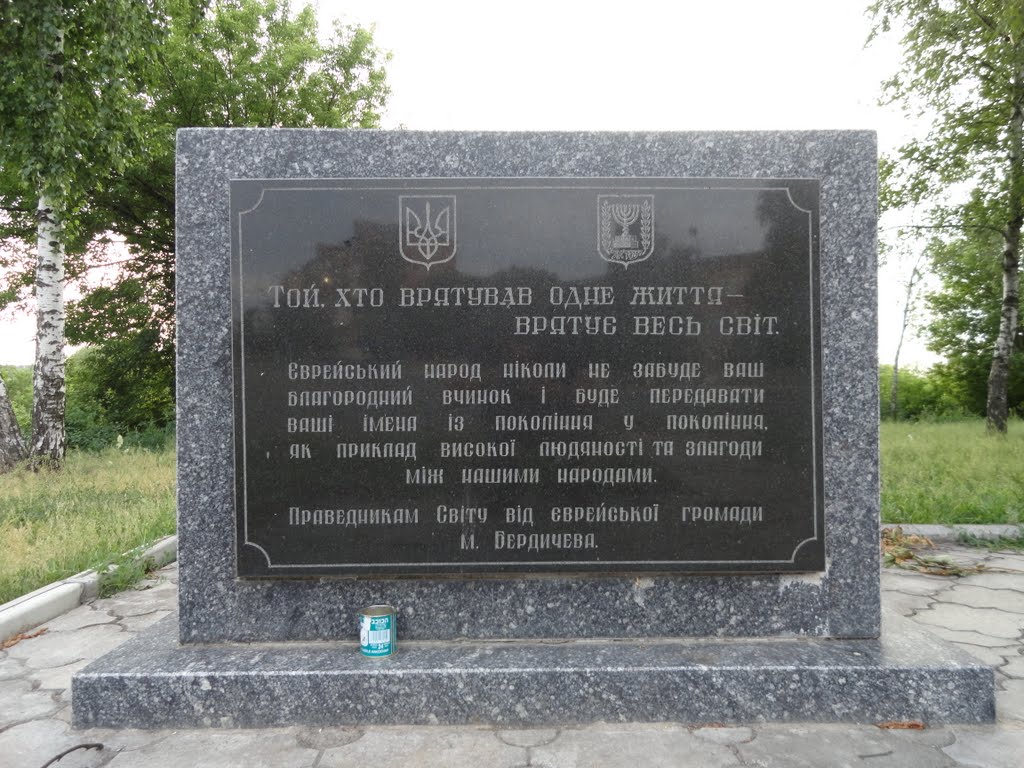 Той, хто врятував одне життя –
врятує весь світ.
Єврейський народ ніколи не забуде ваш
благородний вчинок і буде передавати
ваші імена із покоління у покоління,
як приклад високої людяності та злагоди
між нашими народами.
Праведникам Світу від єврейської громади
м. Бердичева.